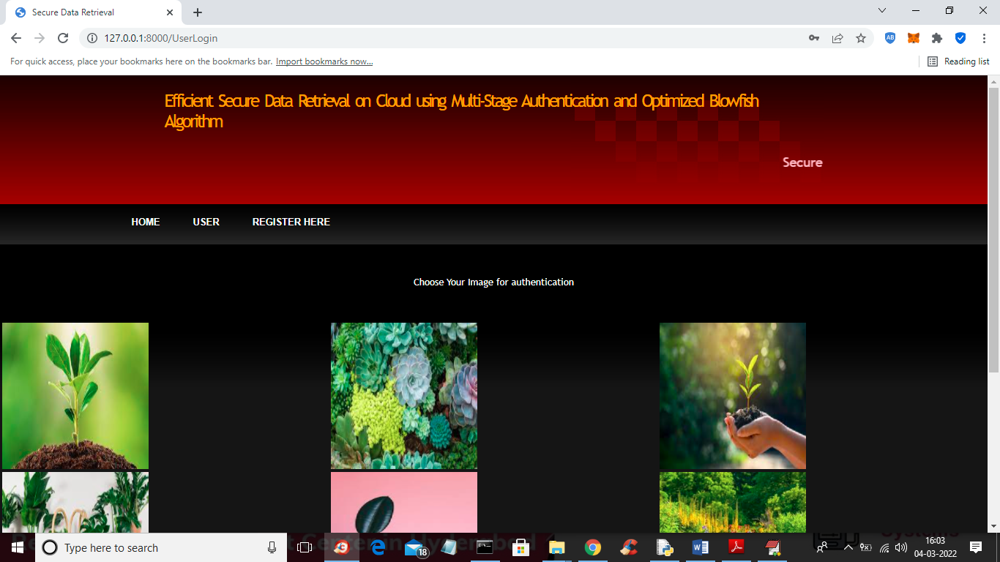 Secure Data Retrieval
127.0.0.1:8000/UserLogin
AB
For quick access, place your bookmarks here on the bookmarks bar. Import bookmarks now...
Reading list
Efficient Secure Data Retrieval on Cloud using Multi-Stage Authentication and Optimized Blowfish
Algorithm
Secure
HOME USER REGISTER HERE
Choose Your Image for authentication
Type here to search
18
16:03
04-03-2022